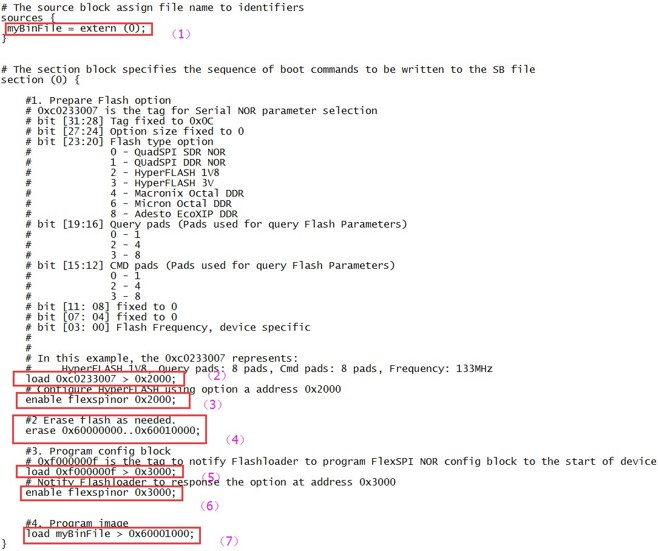 # The source block assign file name to identifiers
sources {
myBinFile = extern (0); (1)
}
# The section block specifies the sequence of boot commands to be written to the SB file
section (0) {
#1. Prepare Flash option
# 0xc0233007 is the tag for Serial NOR parameter selection
# bit [31:28] Tag fixed to 0x0C
# bit [27:24] Option size fixed to 0
# bit [23:20] Flash type option
# 0 - QuadSPI SDR NOR
# 1 - QuadSPI DDR NOR
# 2 - HyperFLASH 1V8
# 3 - HyperFLASH 3V
# 4 - Macronix Octal DDR
# 6 - Micron Octal DDR
# 8 - Adesto EcoXIP DDR
# bit [19:16] Query pads (Pads used for query Flash Parameters)
# 0 - 1
# 2 - 4
# 3 - 8
# bit [15:12] CMD pads (Pads used for query Flash Parameters)
# 0 - 1
# 2 - 4
# 3 - 8
# bit [11: 08] fixed to 0
# bit [07: 04] fixed to 0
# bit [03: 00] Flash Frequency, device specific
#
#
# In this example, the 0xc0233007 represents:
# HyperFLASH 1V8, Query pads: 8 pads, Cmd pads: 8 pads, Frequency: 133MHz
load 0xc0233007 > 0x2000; (2)
# Configure HyperFLASH using option a address 0x2000
enable flexspinor 0x2000; (3)
#2 Erase flash as needed.
erase 0x60000000..0x60010000; (4)
#3. Program config block
# 0xf000000f is the tag to notify Flashloader to program FlexSPI NOR config block to the start of device
load 0xf000000f > 0x3000; (5)
# Notify Flashloader to response the option at address 0x3000
enable flexspinor 0x3000; (6)
#4. Program image
load myBinFile > 0x60001000; (7)
}